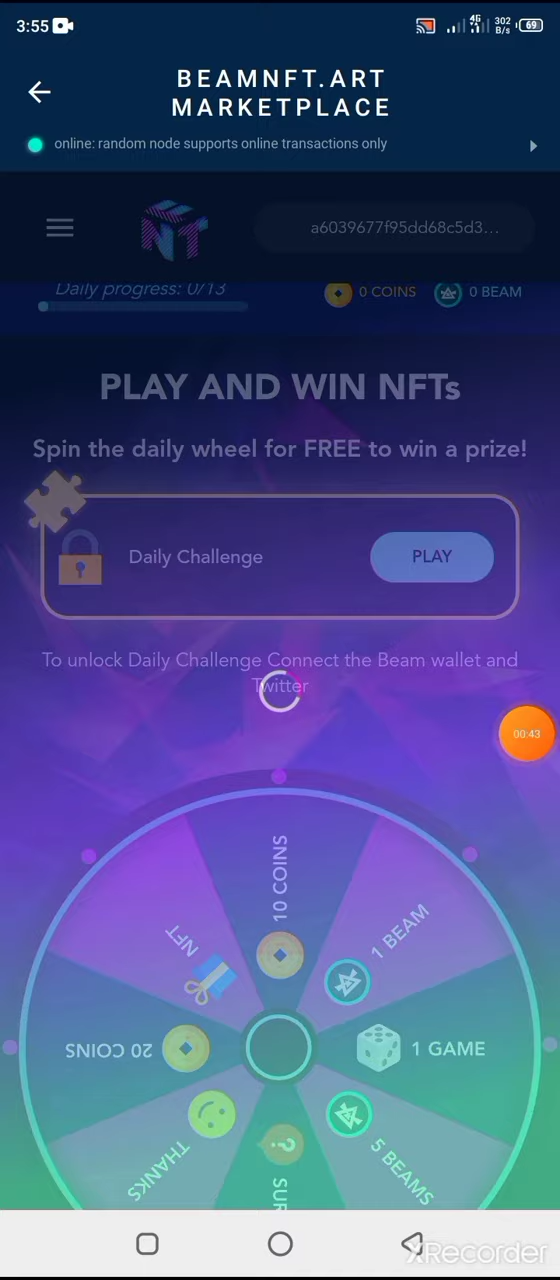 3:55
4G
302
B/s
69
BEAMNFT.ART
MARKETPLACE
online: random node supports online transactions only
NT
a6039677f95dd68c5d3...
Daily progress: 0/13
0 COINS
0 BEAM
PLAY AND WIN NFTs
Spin the daily wheel for FREE to win a prize!
Daily Challenge
PLAY
To unlock Daily Challenge Connect the Beam wallet and
Twitter
00:43
10 COINS
1 BEAM
NFT
20 COINS
1 GAME
THANKS
5 BEAMS
SUR
XRecorder